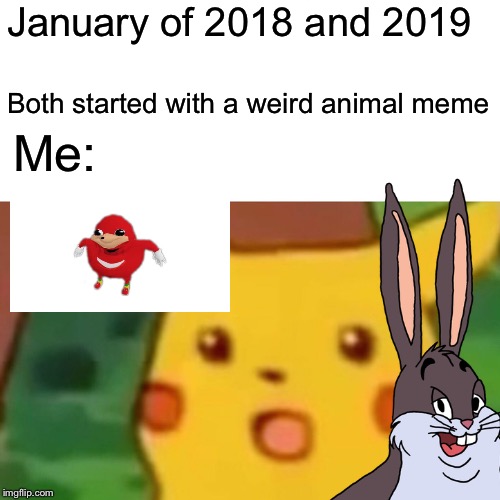 January of 2018 and 2019
Both started with a weird animal meme
Me:
imgflip.com